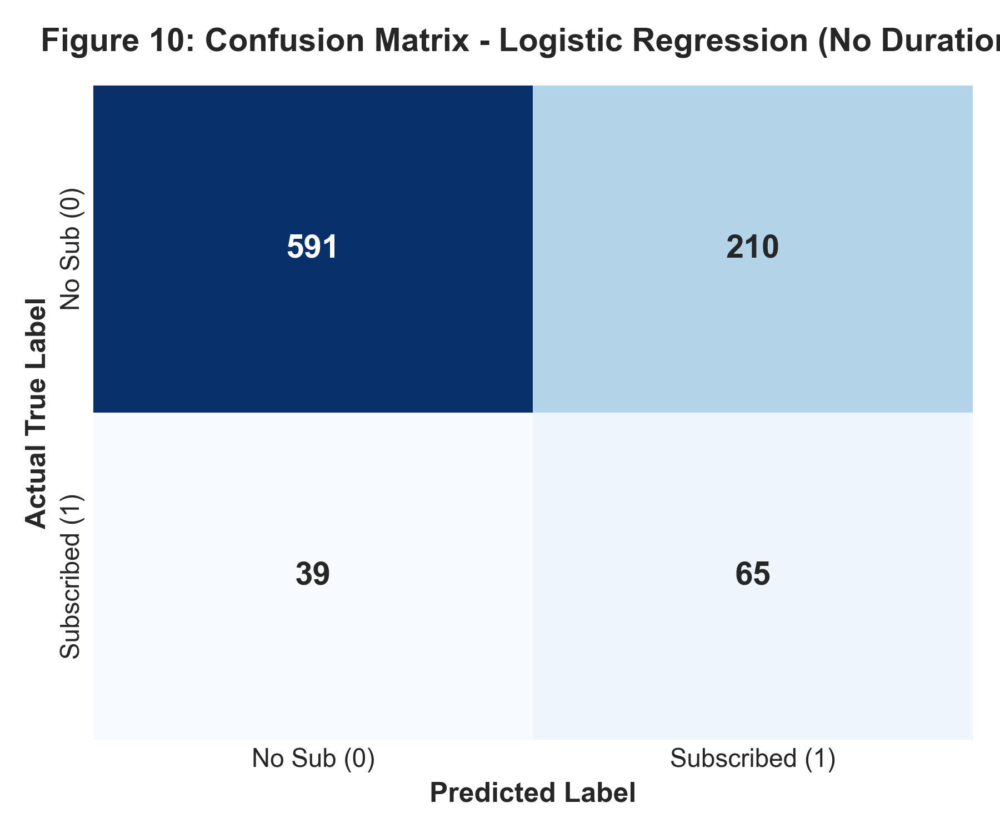 Figure 10: Confusion Matrix - Logistic Regression (No Duration
Actual True Label
No Sub (0)
591
210
Subscribed (1)
39
65
No Sub (0)
Subscribed (1)
Predicted Label